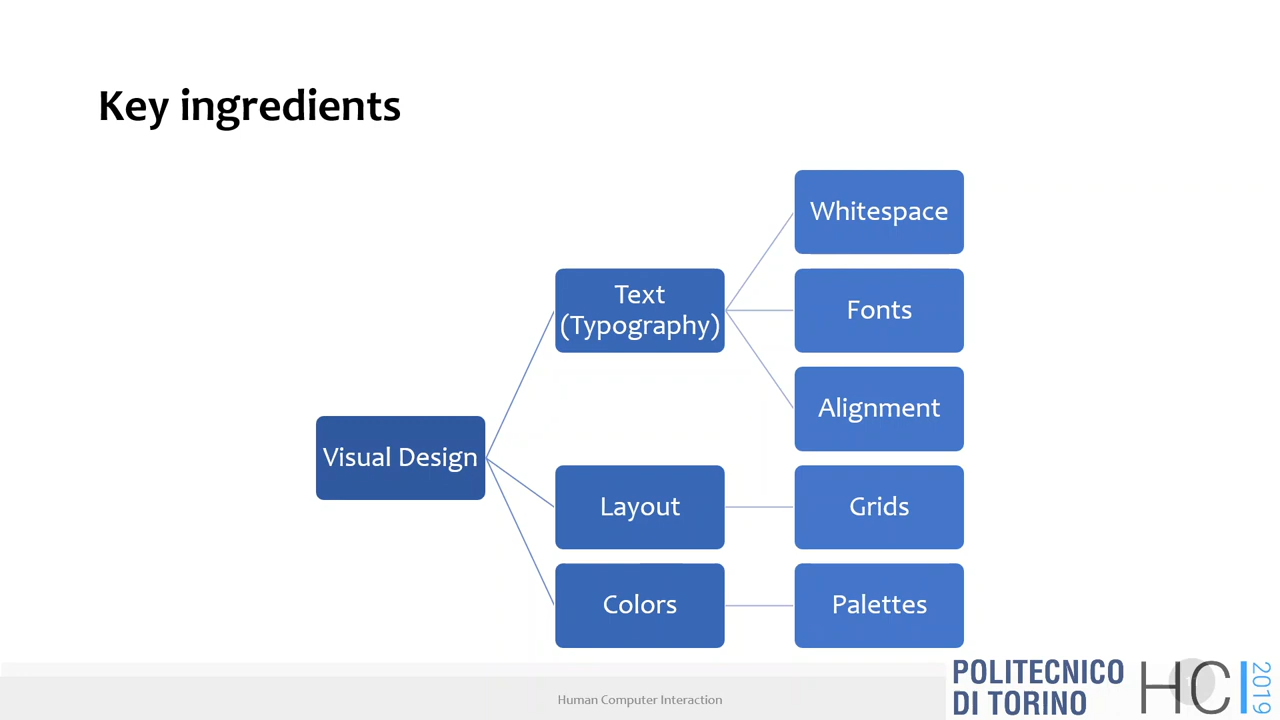 Key ingredients
Whitespace
Text
(Typography)
Fonts
Alignment
Visual Design
Layout
Grids
Colors
Palettes
Human Computer Interaction
POLITECNICO
DI TORINO
HCI
2019